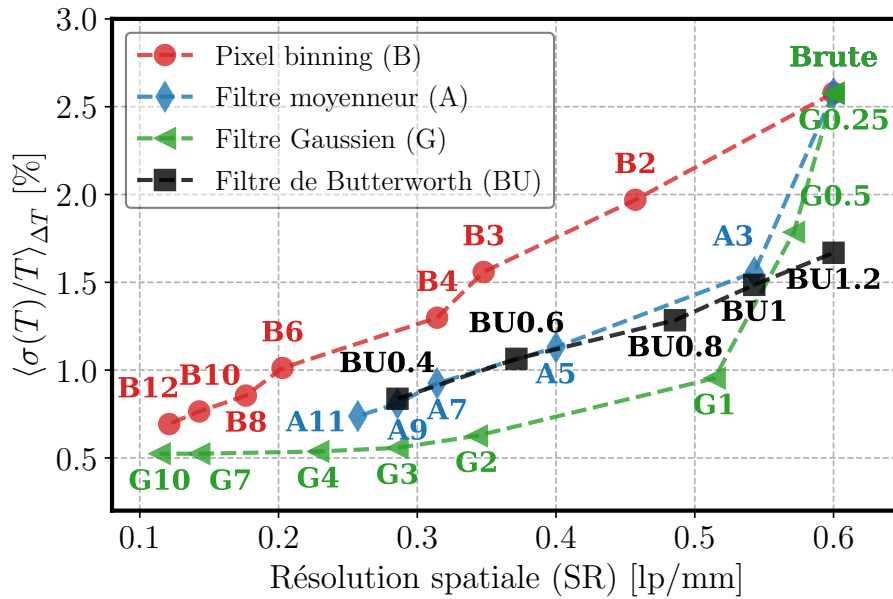 3.0
2.5
2.0
1.5
1.0
0.5
⟨σ(T)/T⟩ΔT [%]
Pixel binning (B)
Filtre moyenneur (A)
Filtre Gaussien (G)
Filtre de Butterworth (BU)
Brute
G0.25
B2
G0.5
B3
A3
B4
BU1.2
BU1
B6
BU0.6
BU0.8
BU0.4
A5
B12
B10
B8
A11
A9
A7
G1
G10
G7
G4
G3
G2
0.1
0.2
0.3
0.4
0.5
0.6
Résolution spatiale (SR) [lp/mm]